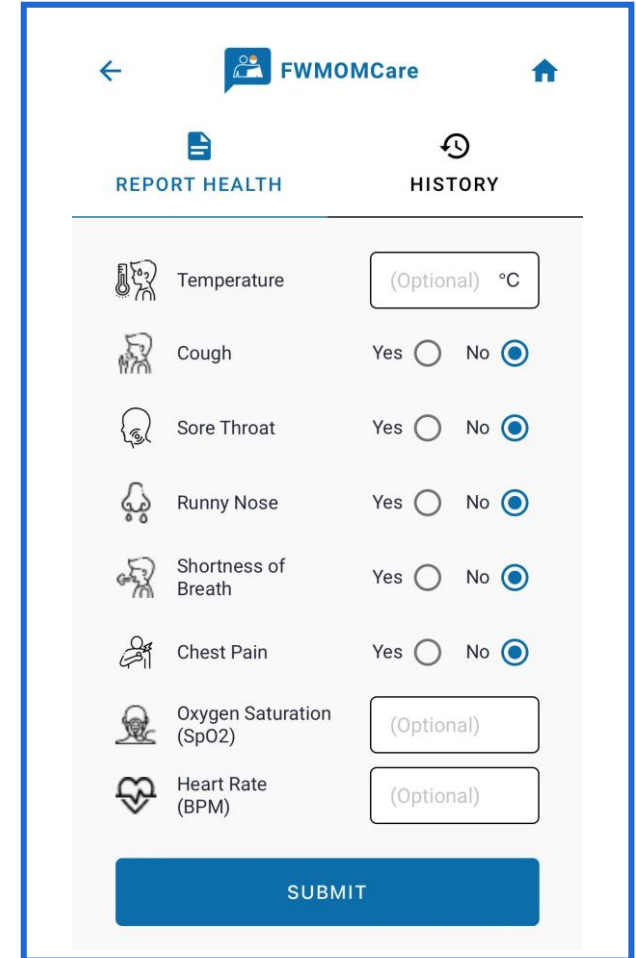 FWMOMCare
REPORT HEALTH
HISTORY
Temperature
(Optional) °C
Cough
Yes No
Sore Throat
Yes No
Runny Nose
Yes No
Shortness of
Breath
Yes No
Chest Pain
Yes No
Oxygen Saturation
(SpO2)
(Optional)
Heart Rate
(BPM)
(Optional)
SUBMIT